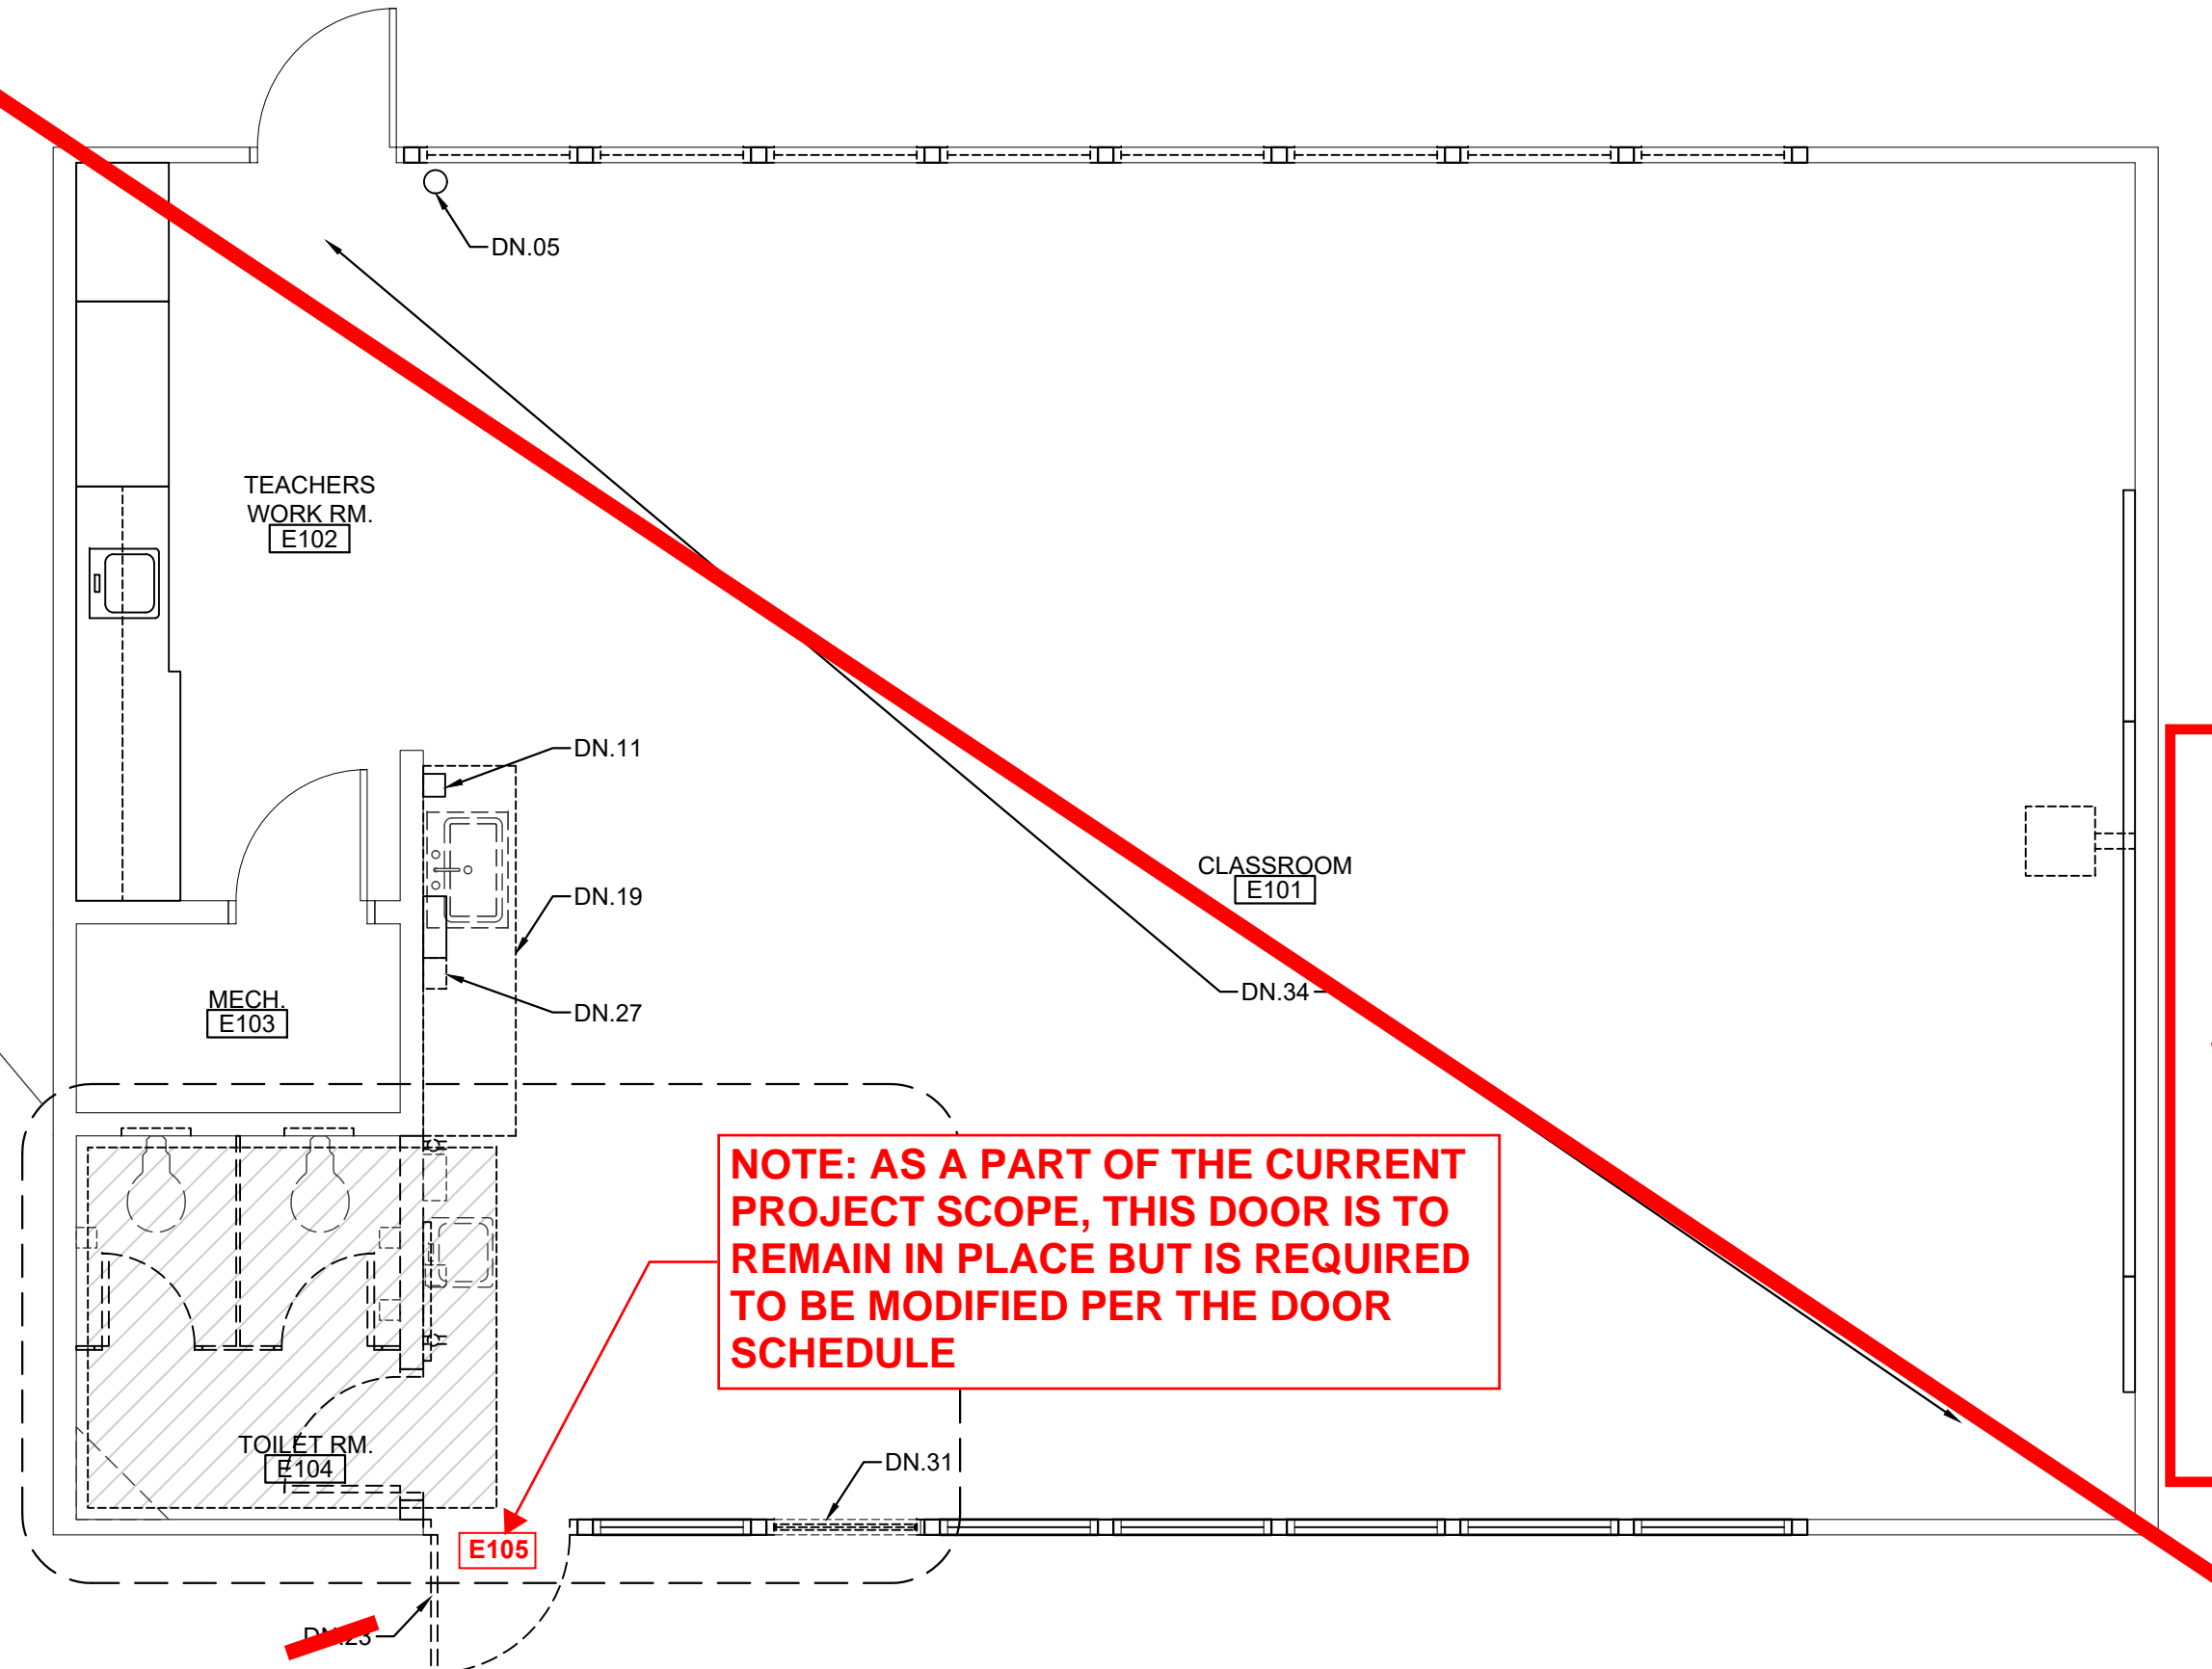 DN.05
TEACHERS
WORK RM.
E102
DN.11
CLASSROOM
E101
DN.19
DN.34
MECH.
E103
DN.27
NOTE: AS A PART OF THE CURRENT
PROJECT SCOPE, THIS DOOR IS TO
REMAIN IN PLACE BUT IS REQUIRED
TO BE MODIFIED PER THE DOOR
SCHEDULE
TOILET RM.
E104
DN.31
E105
DN.23